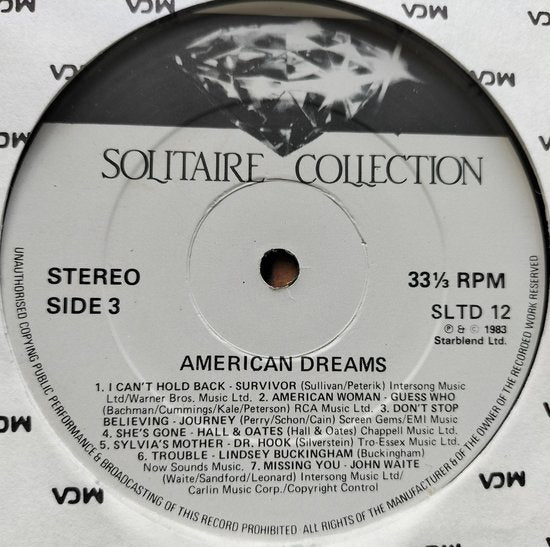 SOLITAIRE COLLECTION
STEREO
SIDE 3
33⅓ RPM
SLTD 12
℗ & © 1983
Starblend Ltd.
AMERICAN DREAMS
1. I CAN'T HOLD BACK - SURVIVOR (Sullivan/Peterik) Intersong Music
Ltd/Warner Bros. Music Ltd. 2. AMERICAN WOMAN - GUESS WHO
(Bachman/Cummings/Kale/Peterson) RCA Music Ltd. 3. DON'T STOP
BELIEVING - JOURNEY (Perry/Schon/Cain) Screen Gems/EMI Music
4. SHE'S GONE - HALL & OATES (Hall & Oates) Chappell Music Ltd.
5. SYLVIA'S MOTHER - DR. HOOK (Silverstein) Tro-Essex Music Ltd.
6. TROUBLE - LINDSEY BUCKINGHAM (Buckingham)
Now Sounds Music. 7. MISSING YOU - JOHN WAITE
(Waite/Sandford/Leonard) Intersong Music Ltd/
Carlin Music Corp./Copyright Control
UNAUTHORISED COPYING PUBLIC PERFORMANCE & BROADCASTING OF THIS RECORD PROHIBITED ALL RIGHTS OF THE MANUFACTURER & OF THE OWNER OF THE RECORDED WORK RESERVED
MCA
MCA
MCA
MCA
MCA
MCA
MCA
MCA
MCA